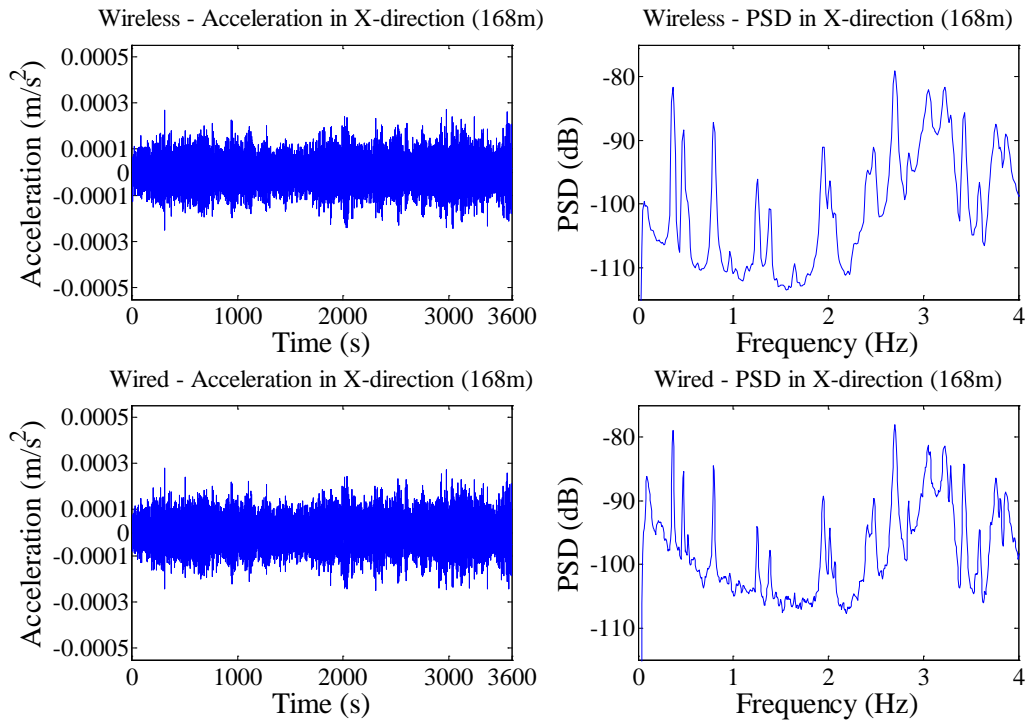 Wireless - Acceleration in X-direction (168m)
Acceleration (m/s²)
0.0005
0.0003
0.0001
0
-0.0001
-0.0003
-0.0005
0 1000 2000 3000 3600
Time (s)
Wireless - PSD in X-direction (168m)
PSD (dB)
-80
-90
-100
-110
0 1 2 3 4
Frequency (Hz)
Wired - Acceleration in X-direction (168m)
Acceleration (m/s²)
0.0005
0.0003
0.0001
0
-0.0001
-0.0003
-0.0005
0 1000 2000 3000 3600
Time (s)
Wired - PSD in X-direction (168m)
PSD (dB)
-80
-90
-100
-110
0 1 2 3 4
Frequency (Hz)